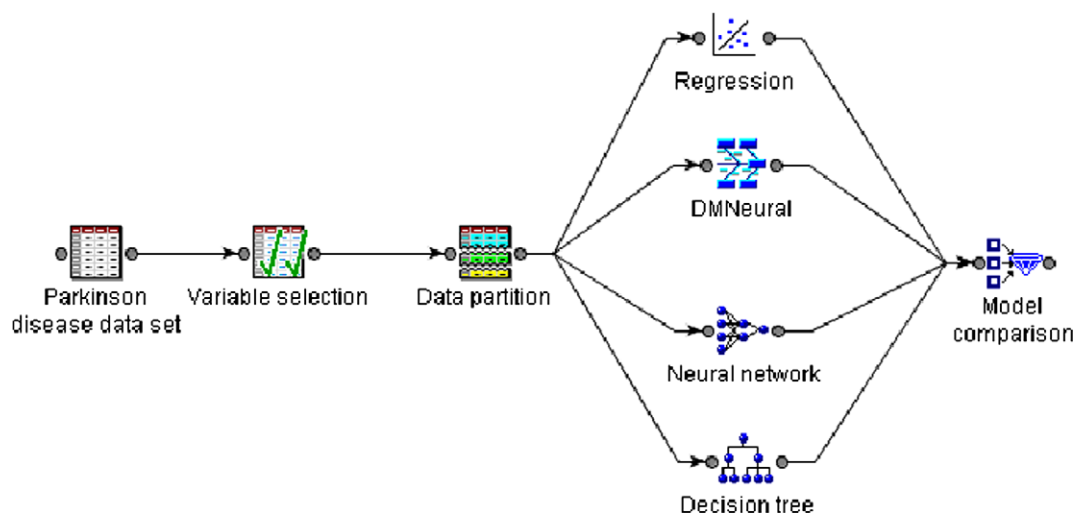 Parkinson
disease data set
Variable selection
Data partition
Regression
DMNeural
Neural network
Decision tree
Model
comparison